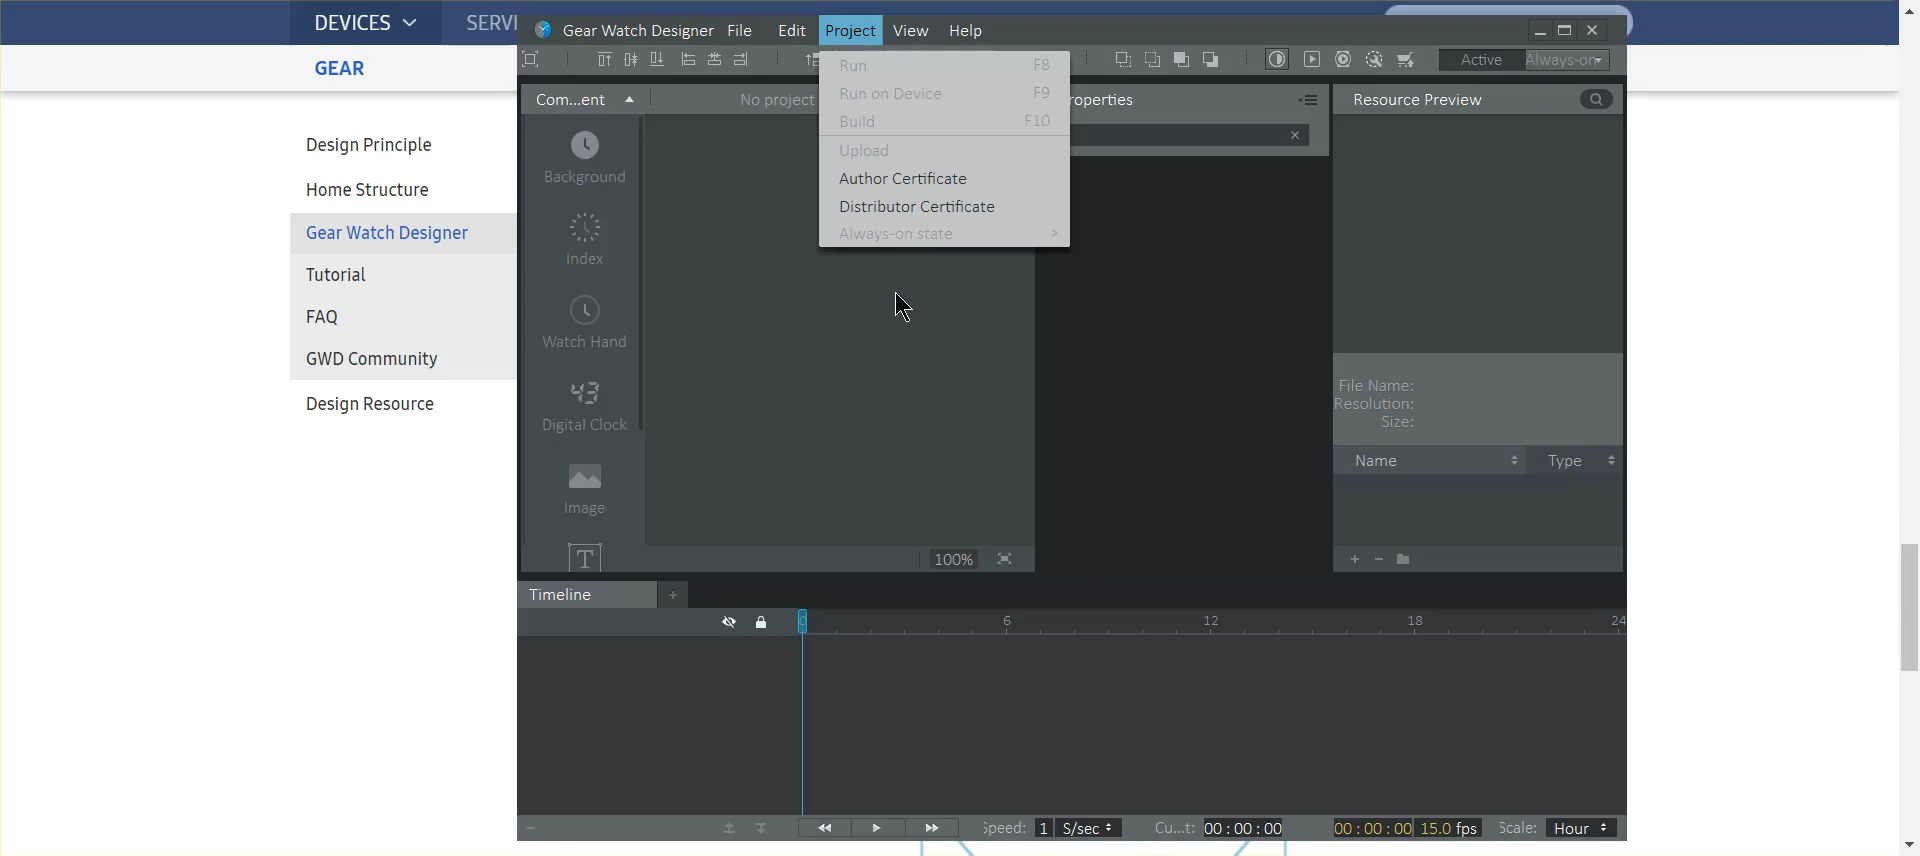 DEVICES SERVI
Gear Watch Designer File Edit Project View Help
Active Always-on
GEAR
Run F8
Run on Device F9
Build F10
Upload
Author Certificate
Distributor Certificate
Always-on state >
Com...ent No project roperties Resource Preview
Design Principle
Home Structure
Gear Watch Designer
Tutorial
FAQ
GWD Community
Design Resource
Background
Index
Watch Hand
Digital Clock
Image
T
File Name:
Resolution:
Size:
Name Type
100%
Timeline +
0 6 12 18 24
Speed: 1 S/sec Cu...t: 00 : 00 : 00 00 : 00 : 00 15.0 fps Scale: Hour